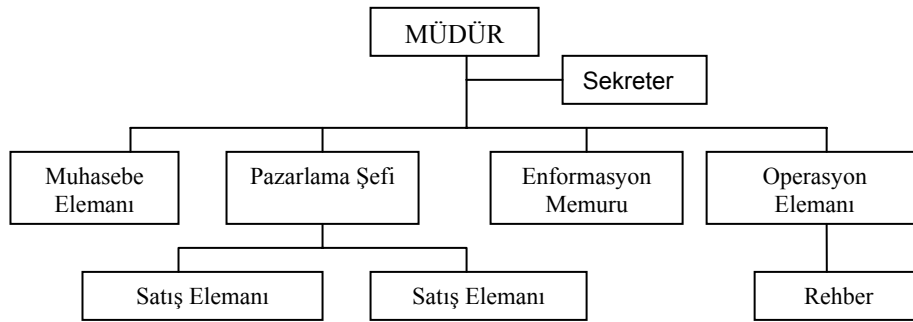 MÜDÜR
Sekreter
Muhasebe
Elemanı
Pazarlama Şefi
Enformasyon
Memuru
Operasyon
Elemanı
Satış Elemanı
Satış Elemanı
Rehber